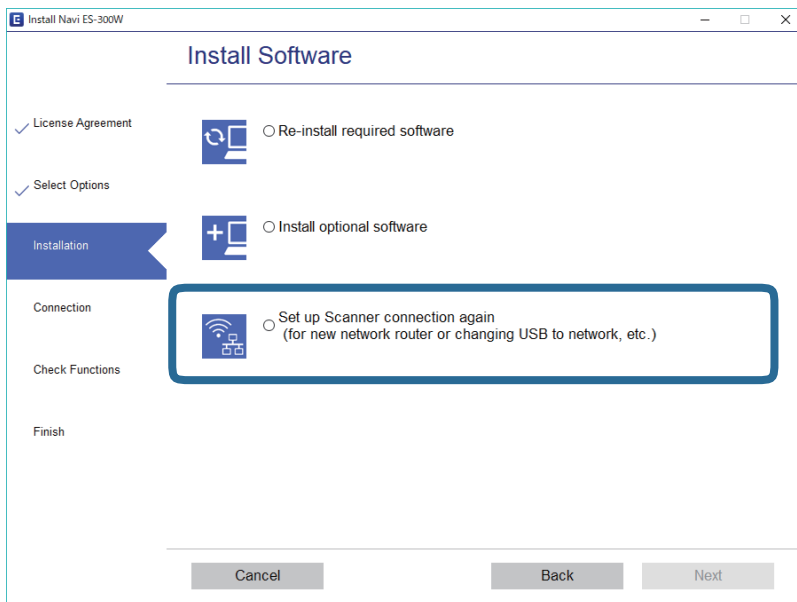 E Install Navi ES-300W
Install Software
License Agreement
Select Options
Installation
Connection
Check Functions
Finish
Re-install required software
Install optional software
Set up Scanner connection again
(for new network router or changing USB to network, etc.)
Cancel
Back
Next